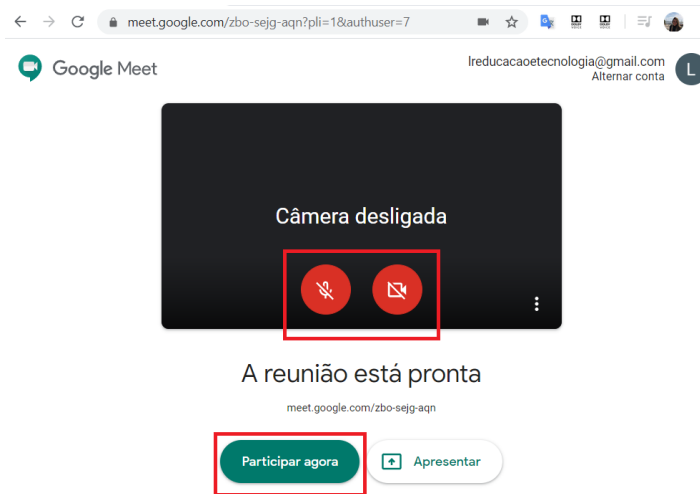 meet.google.com/zbo-sejg-aqn?pli=1&authuser=7
Google Meet
lreducacaoetecnologia@gmail.com
Alternar conta
L
Câmera desligada
A reunião está pronta
meet.google.com/zbo-sejg-aqn
Participar agora
Apresentar